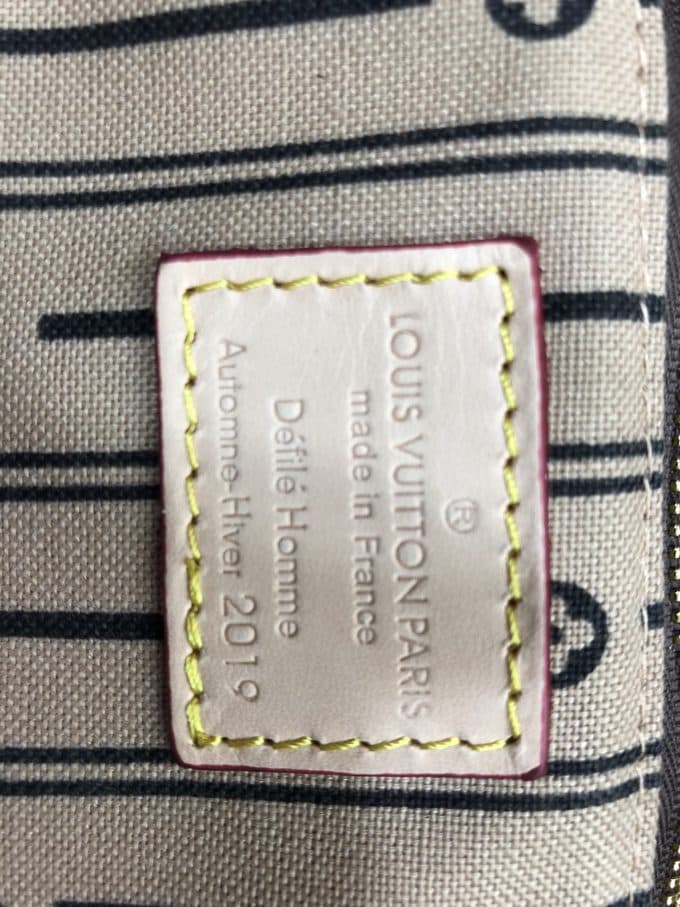 ®
LOUIS VUITTON PARIS
made in France
Défilé Homme
Automne-Hiver 2019